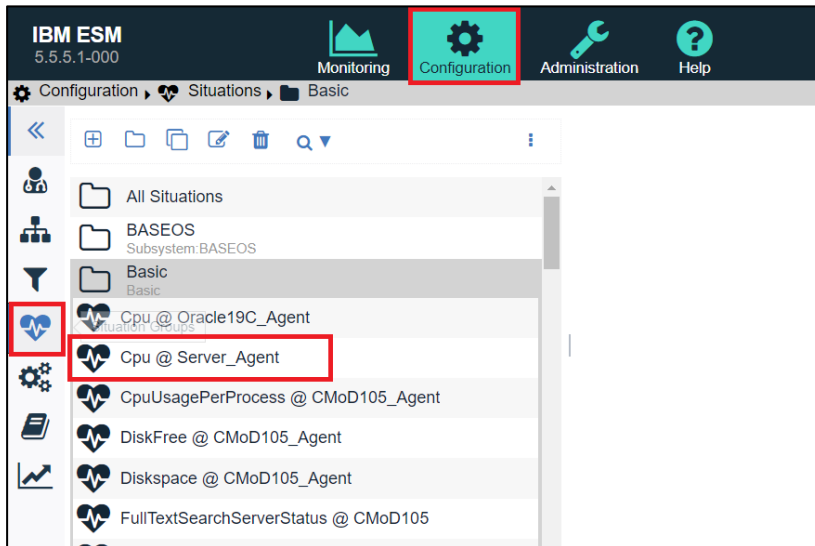 IBM ESM
5.5.5.1-000
Monitoring
Configuration
Administration
Help
Configuration Situations Basic
All Situations
BASEOS
Subsystem:BASEOS
Basic
Basic
Cpu @ Oracle19C_Agent
Situation Groups
Cpu @ Server_Agent
CpuUsagePerProcess @ CMoD105_Agent
DiskFree @ CMoD105_Agent
Diskspace @ CMoD105_Agent
FullTextSearchServerStatus @ CMoD105